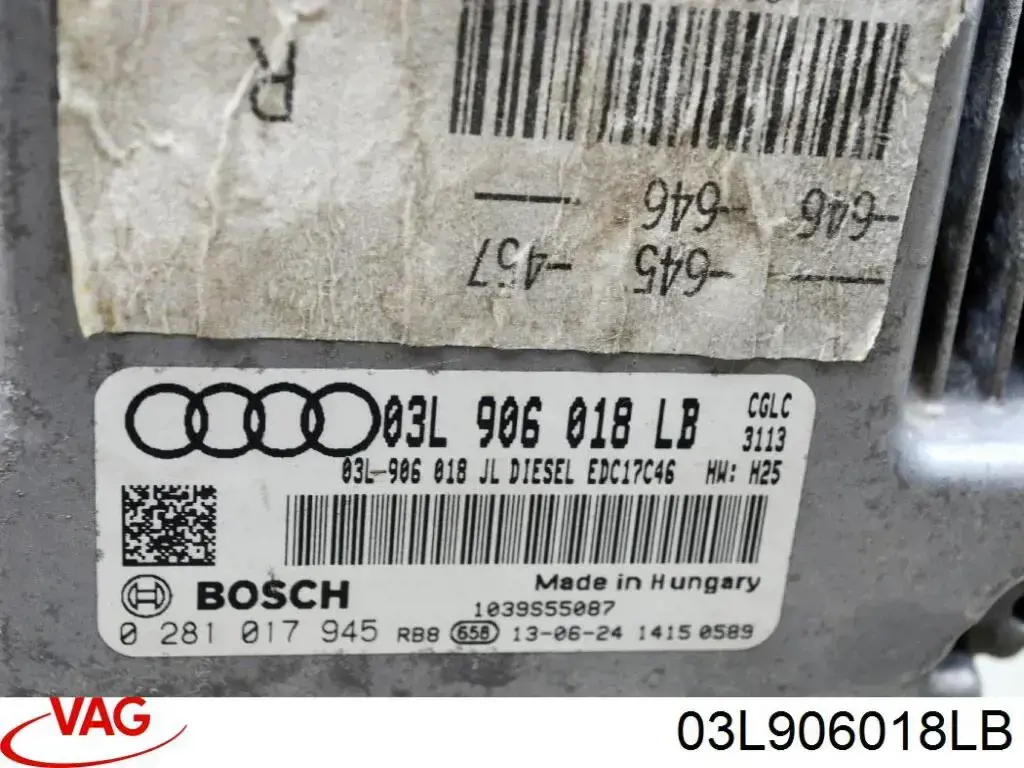 R
-646 -646
-645 -457
03L 906 018 LB CGLC
3113
03L-906 018 JL DIESEL EDC17C46 HW: H25
Made in Hungary
BOSCH
1039S55087
0 281 017 945 RB8 658 13-06-24 1415 0589
VAG
03L906018LB